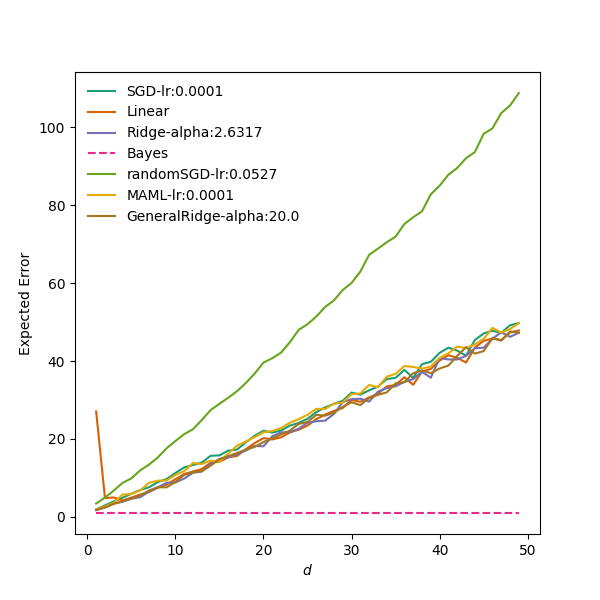 SGD-lr:0.0001
Linear
Ridge-alpha:2.6317
Bayes
randomSGD-lr:0.0527
MAML-lr:0.0001
GeneralRidge-alpha:20.0
Expected Error
100
80
60
40
20
0
0 10 20 30 40 50
d